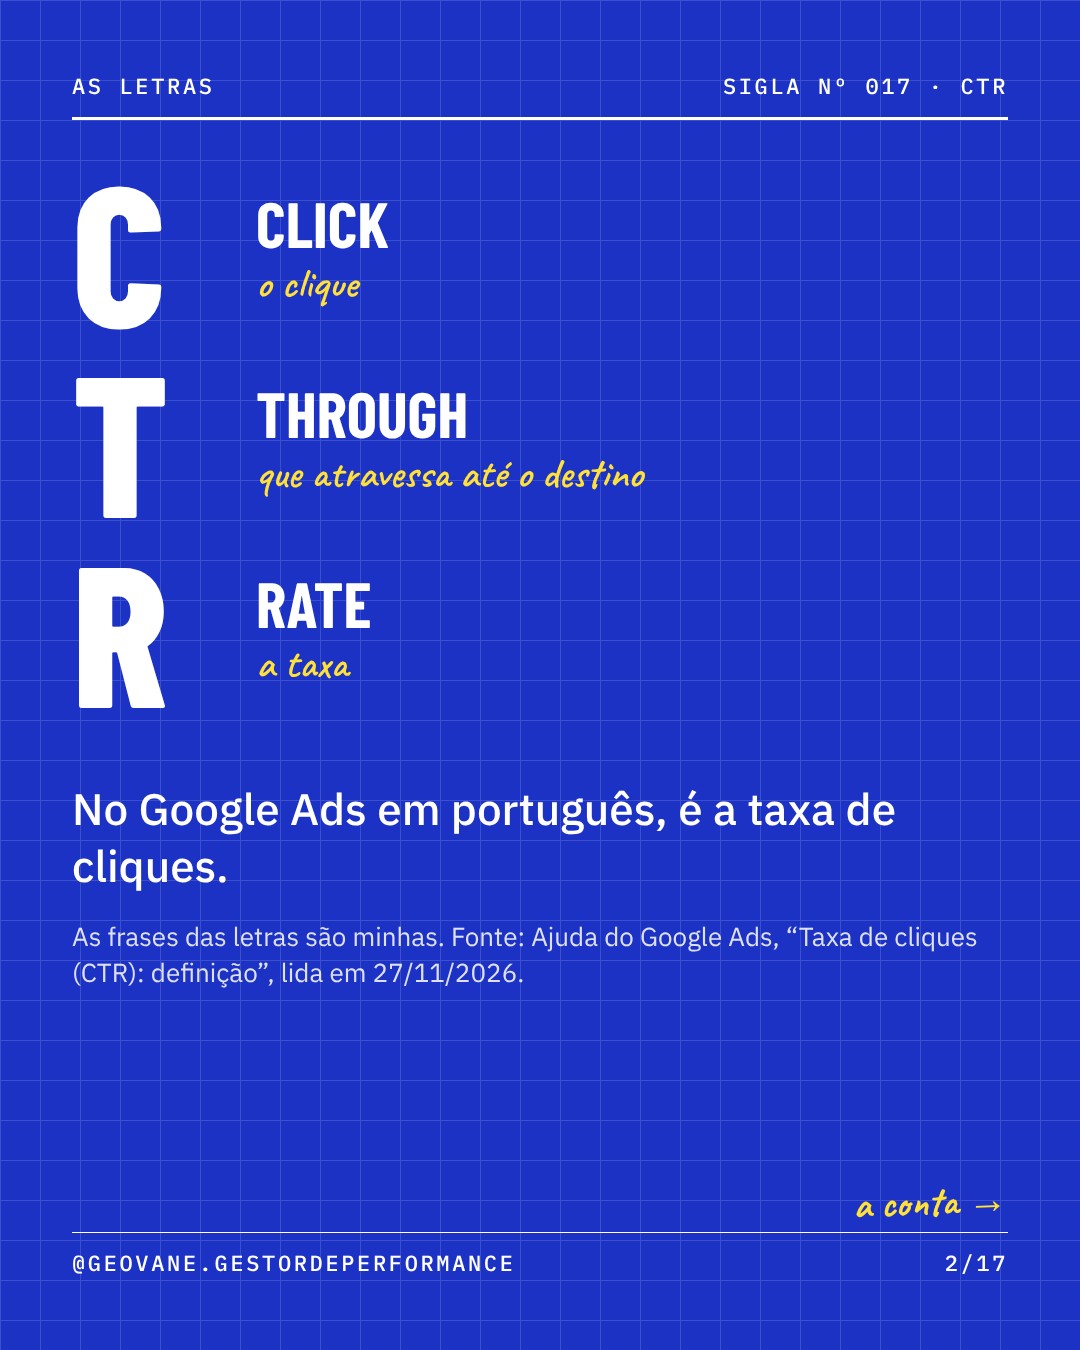 AS LETRAS
SIGLA Nº 017 · CTR
C
CLICK
o clique
T
THROUGH
que atravessa até o destino
R
RATE
a taxa
No Google Ads em português, é a taxa de
cliques.
As frases das letras são minhas. Fonte: Ajuda do Google Ads, “Taxa de cliques
(CTR): definição”, lida em 27/11/2026.
a conta →
@GEOVANE.GESTORDEPERFORMANCE
2/17